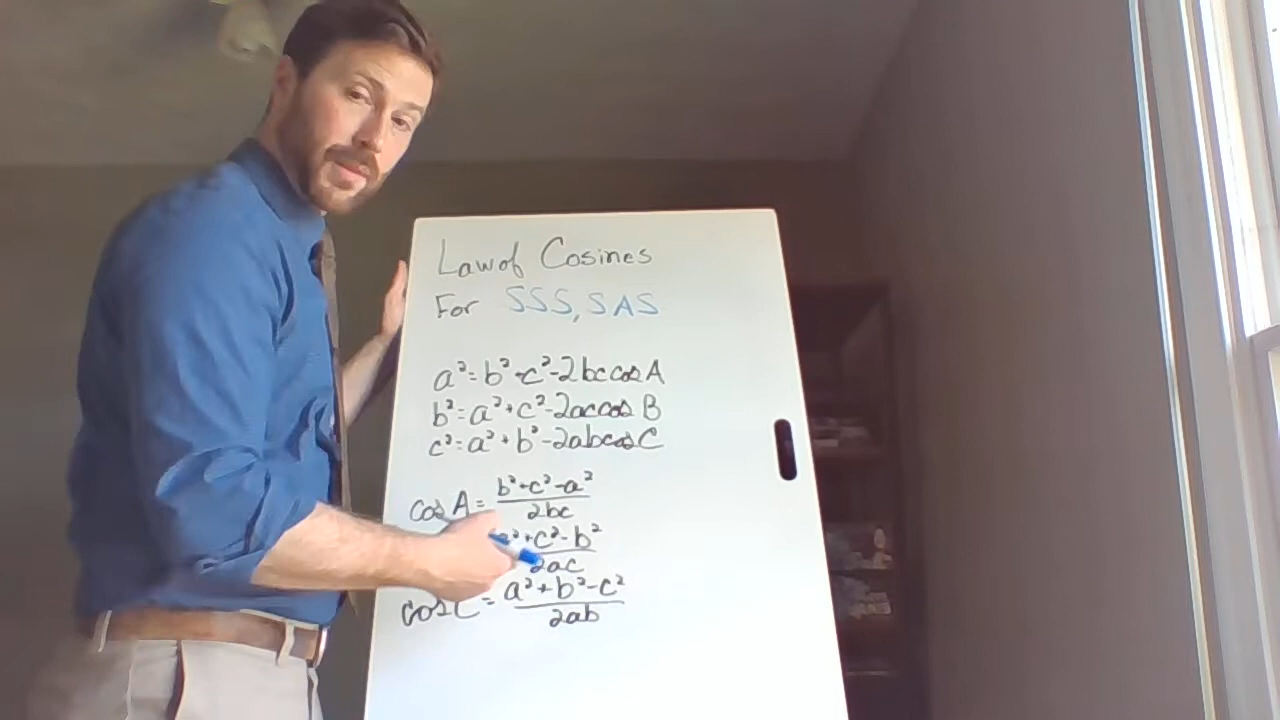 Law of Cosines
For SSS, SAS
a²=b²+c²-2bccosA
b²=a²+c²-2accosB
c²=a²+b²-2abcosC
cosA=
b²+c²-a²
2bc
a²+c²-b²
2ac
cosC=
a²+b²-c²
2ab